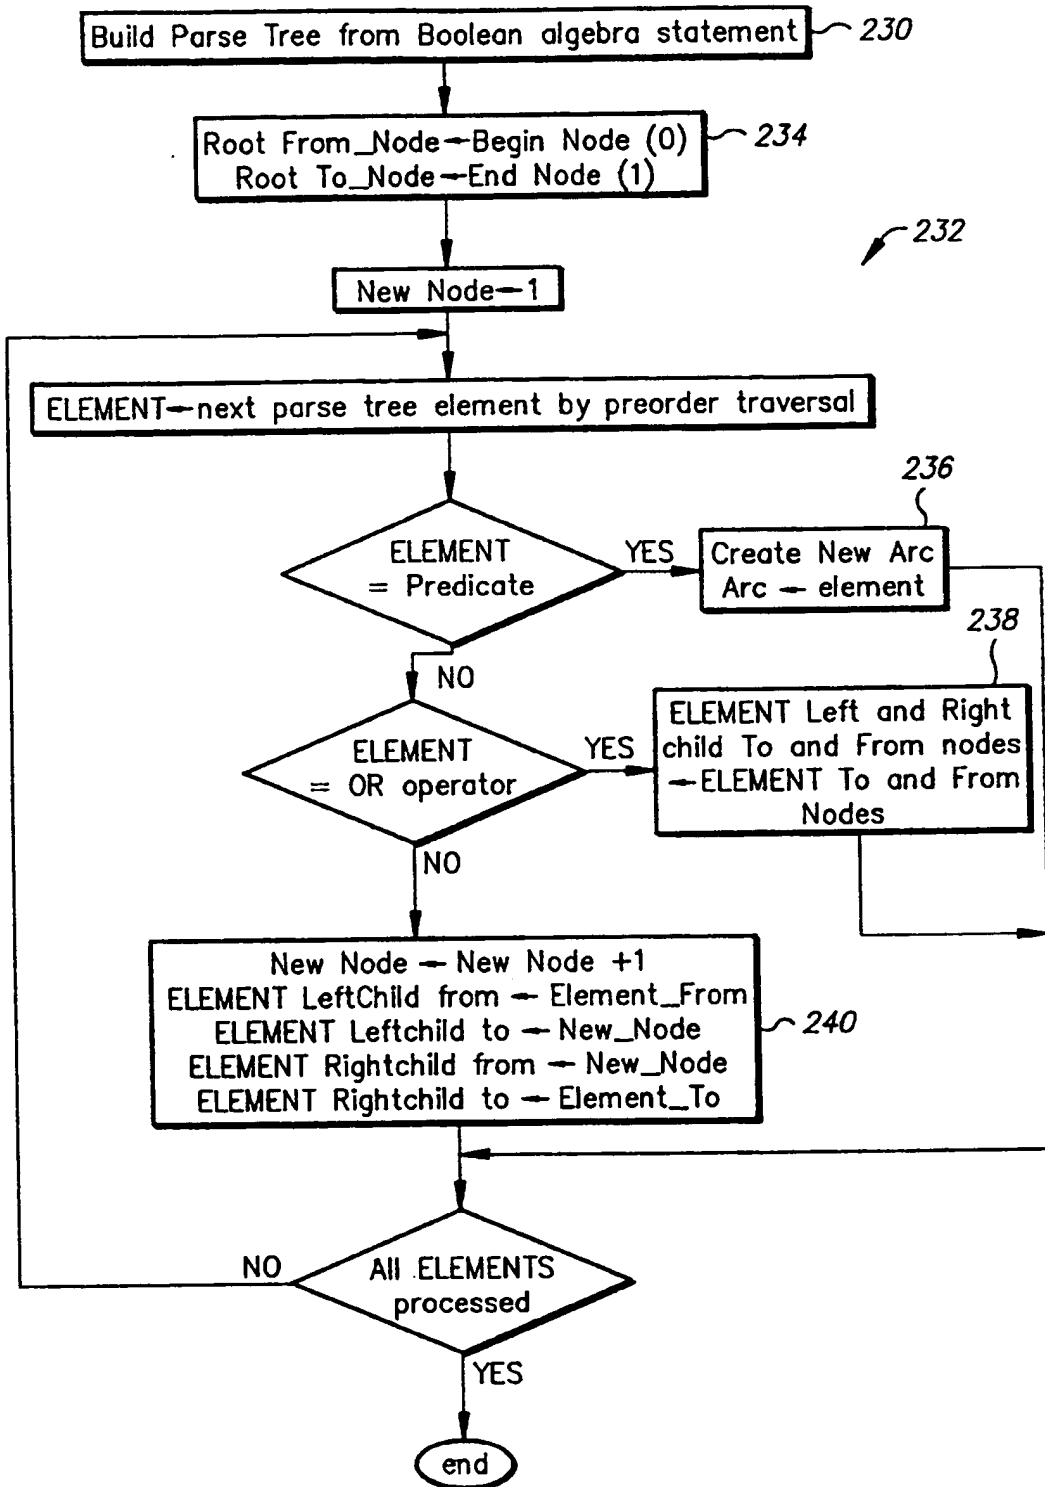 Build Parse Tree from Boolean algebra statement
230
Root From_Node←Begin Node (0)
Root To_Node←End Node (1)
234
232
New Node←1
ELEMENT←next parse tree element by preorder traversal
236
ELEMENT
= Predicate
YES
Create New Arc
Arc ← element
NO
238
ELEMENT
= OR operator
YES
ELEMENT Left and Right
child To and From nodes
←ELEMENT To and From
Nodes
NO
New Node ← New Node +1
ELEMENT LeftChild from ← Element_From
ELEMENT Leftchild to ← New_Node
ELEMENT Rightchild from ← New_Node
ELEMENT Rightchild to ← Element_To
240
NO
All ELEMENTS
processed
YES
end